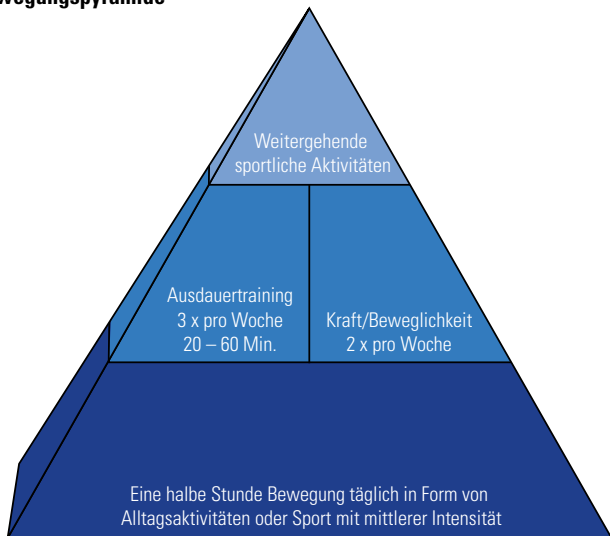 Weitergehende
sportliche Aktivitäten
Ausdauertraining
3 x pro Woche
20 – 60 Min.
Kraft/Beweglichkeit
2 x pro Woche
Eine halbe Stunde Bewegung täglich in Form von
Alltagsaktivitäten oder Sport mit mittlerer Intensität